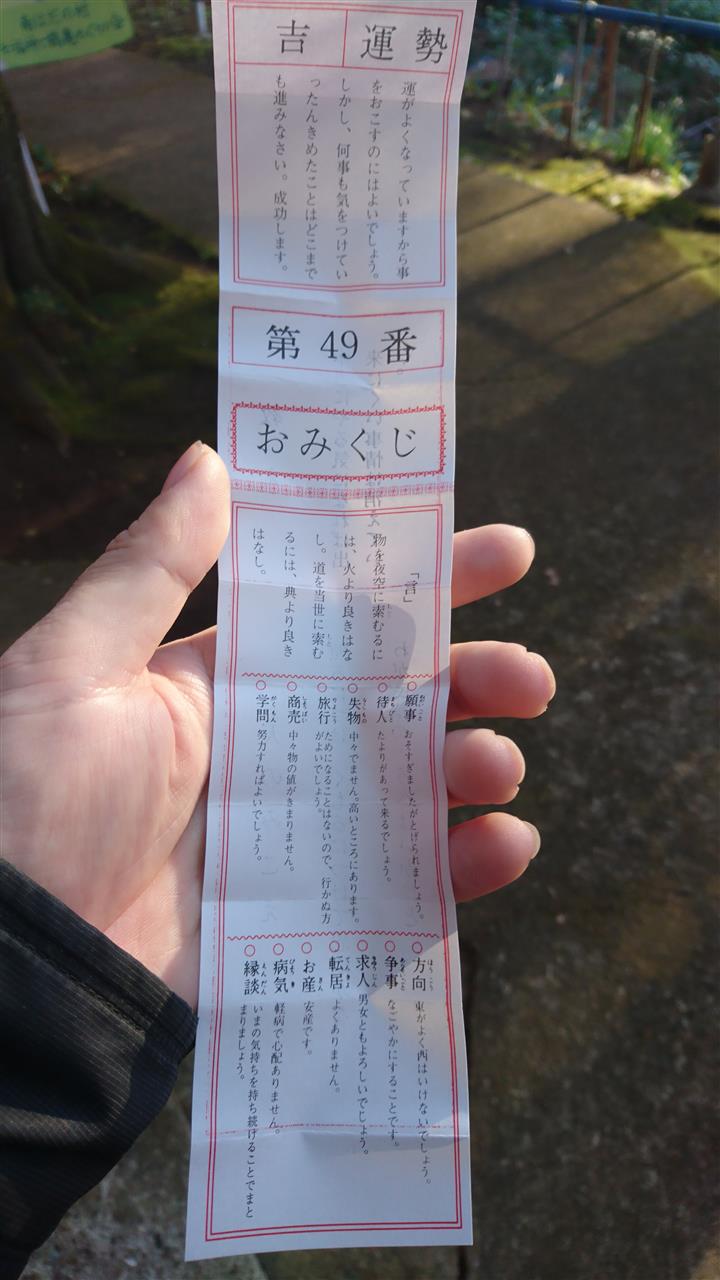 運勢
吉
運がよくなっていますから事
をおこすのにはよいでしょう。
しかし、何事も気をつけてい
ったんきめたことはどこまで
も進みなさい。成功します。
第49番
おみくじ
「言」
物を夜空に索むるに
は、火より良きはな
し。道を当世に索む
るには、典より良き
はなし。
願事 おそすぎましたがとげられましょう。
待人 たよりがあって来るでしょう。
失物 中々でません。高いところにあります。
旅行 ためになることはないので、行かぬ方
がよいでしょう。
商売 中々物の値がきまりません。
学問 努力すればよいでしょう。
方向 東がよく西はいけないでしょう。
争事 なごやかにすることです。
求人 男女ともよろしいでしょう。
転居 よくありません。
お産 安産です。
病気 軽病で心配ありません。
縁談 いまの気持ちを持ち続けることでまと
まりましょう。